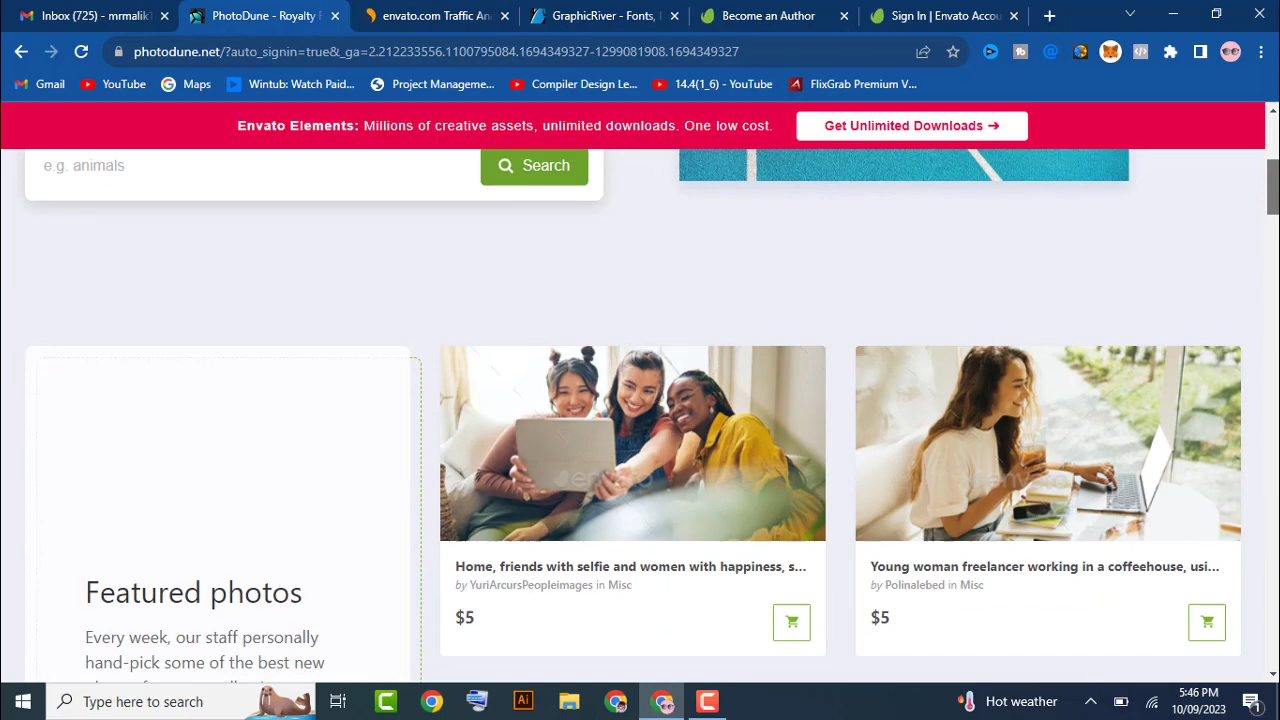 Inbox (725) - mrmalik1
PhotoDune - Royalty F
envato.com Traffic An
GraphicRiver - Fonts, L
Become an Author
Sign In | Envato Accou
photodune.net/?auto_signin=true&_ga=2.212233556.1100795084.1694349327-1299081908.1694349327
Gmail
YouTube
Maps
Wintub: Watch Paid...
Project Manageme...
Compiler Design Le...
14.4(1_6) - YouTube
FlixGrab Premium V...
Envato Elements: Millions of creative assets, unlimited downloads. One low cost.
Get Unlimited Downloads ➔
e.g. animals
Search
envato
envato
Home, friends with selfie and women with happiness, s...
by YuriArcursPeopleimages in Misc
$5
Young woman freelancer working in a coffeehouse, usi...
by Polinalebed in Misc
$5
Featured photos
Every week, our staff personally
hand-pick some of the best new
Type here to search
Ai
Hot weather
5:46 PM
10/09/2023
1